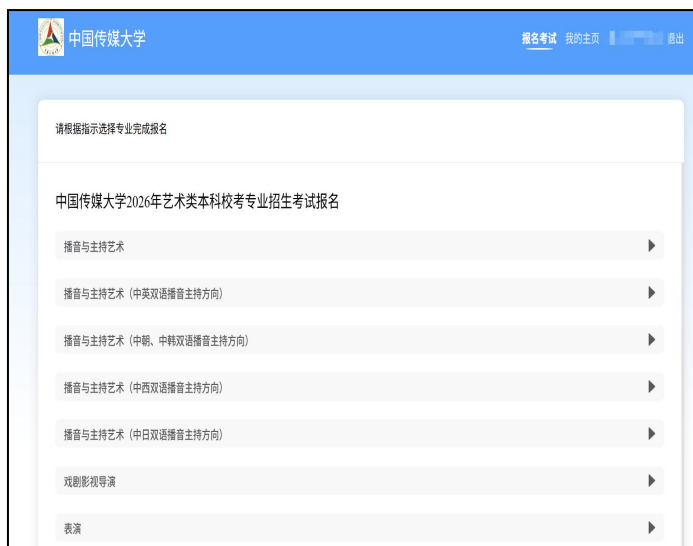 中国传媒大学
报名考试 我的主页 退出
请根据指示选择专业完成报名
中国传媒大学2026年艺术类本科校考专业招生考试报名
播音与主持艺术
播音与主持艺术（中英双语播音主持方向）
播音与主持艺术（中朝、中韩双语播音主持方向）
播音与主持艺术（中西双语播音主持方向）
播音与主持艺术（中日双语播音主持方向）
戏剧影视导演
表演